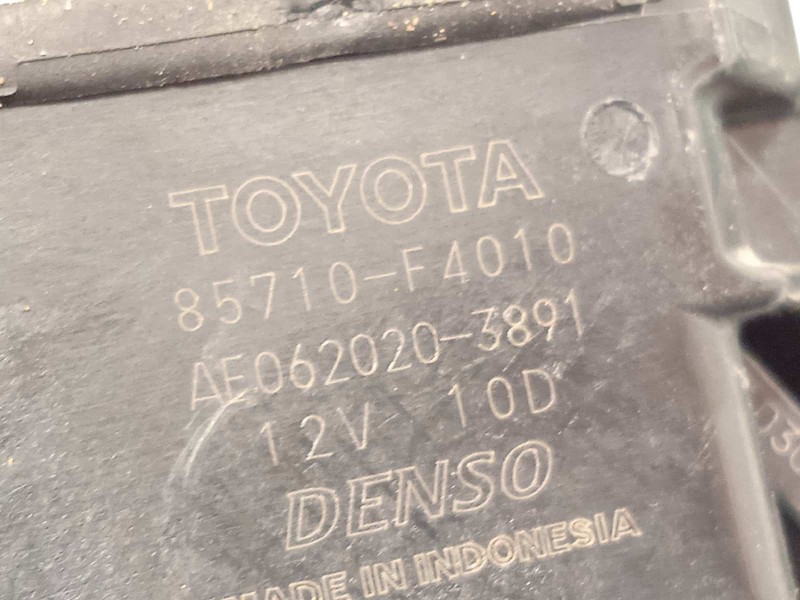 TOYOTA
85710-F4010
AE062020-3891
12V 10D
DENSO
MADE IN INDONESIA